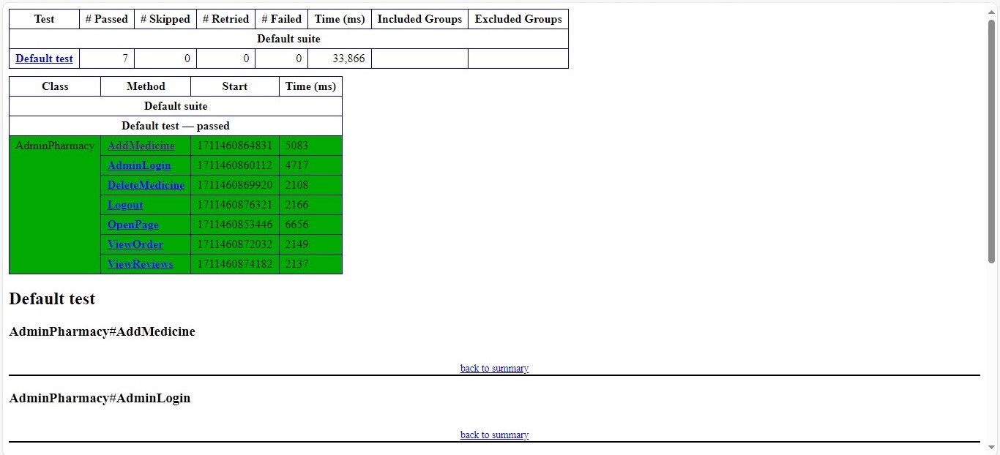 Test # Passed # Skipped # Retried # Failed Time (ms) Included Groups Excluded Groups
Default suite
Default test 7 0 0 0 33,866
Class Method Start Time (ms)
Default suite
Default test — passed
AdminPharmacy AddMedicine 1711460864831 5083
AdminLogin 1711460860112 4717
DeleteMedicine 1711460869920 2108
Logout 1711460876321 2166
OpenPage 1711460853446 6656
ViewOrder 1711460872032 2149
ViewReviews 1711460874182 2137
Default test
AdminPharmacy#AddMedicine
back to summary
AdminPharmacy#AdminLogin
back to summary